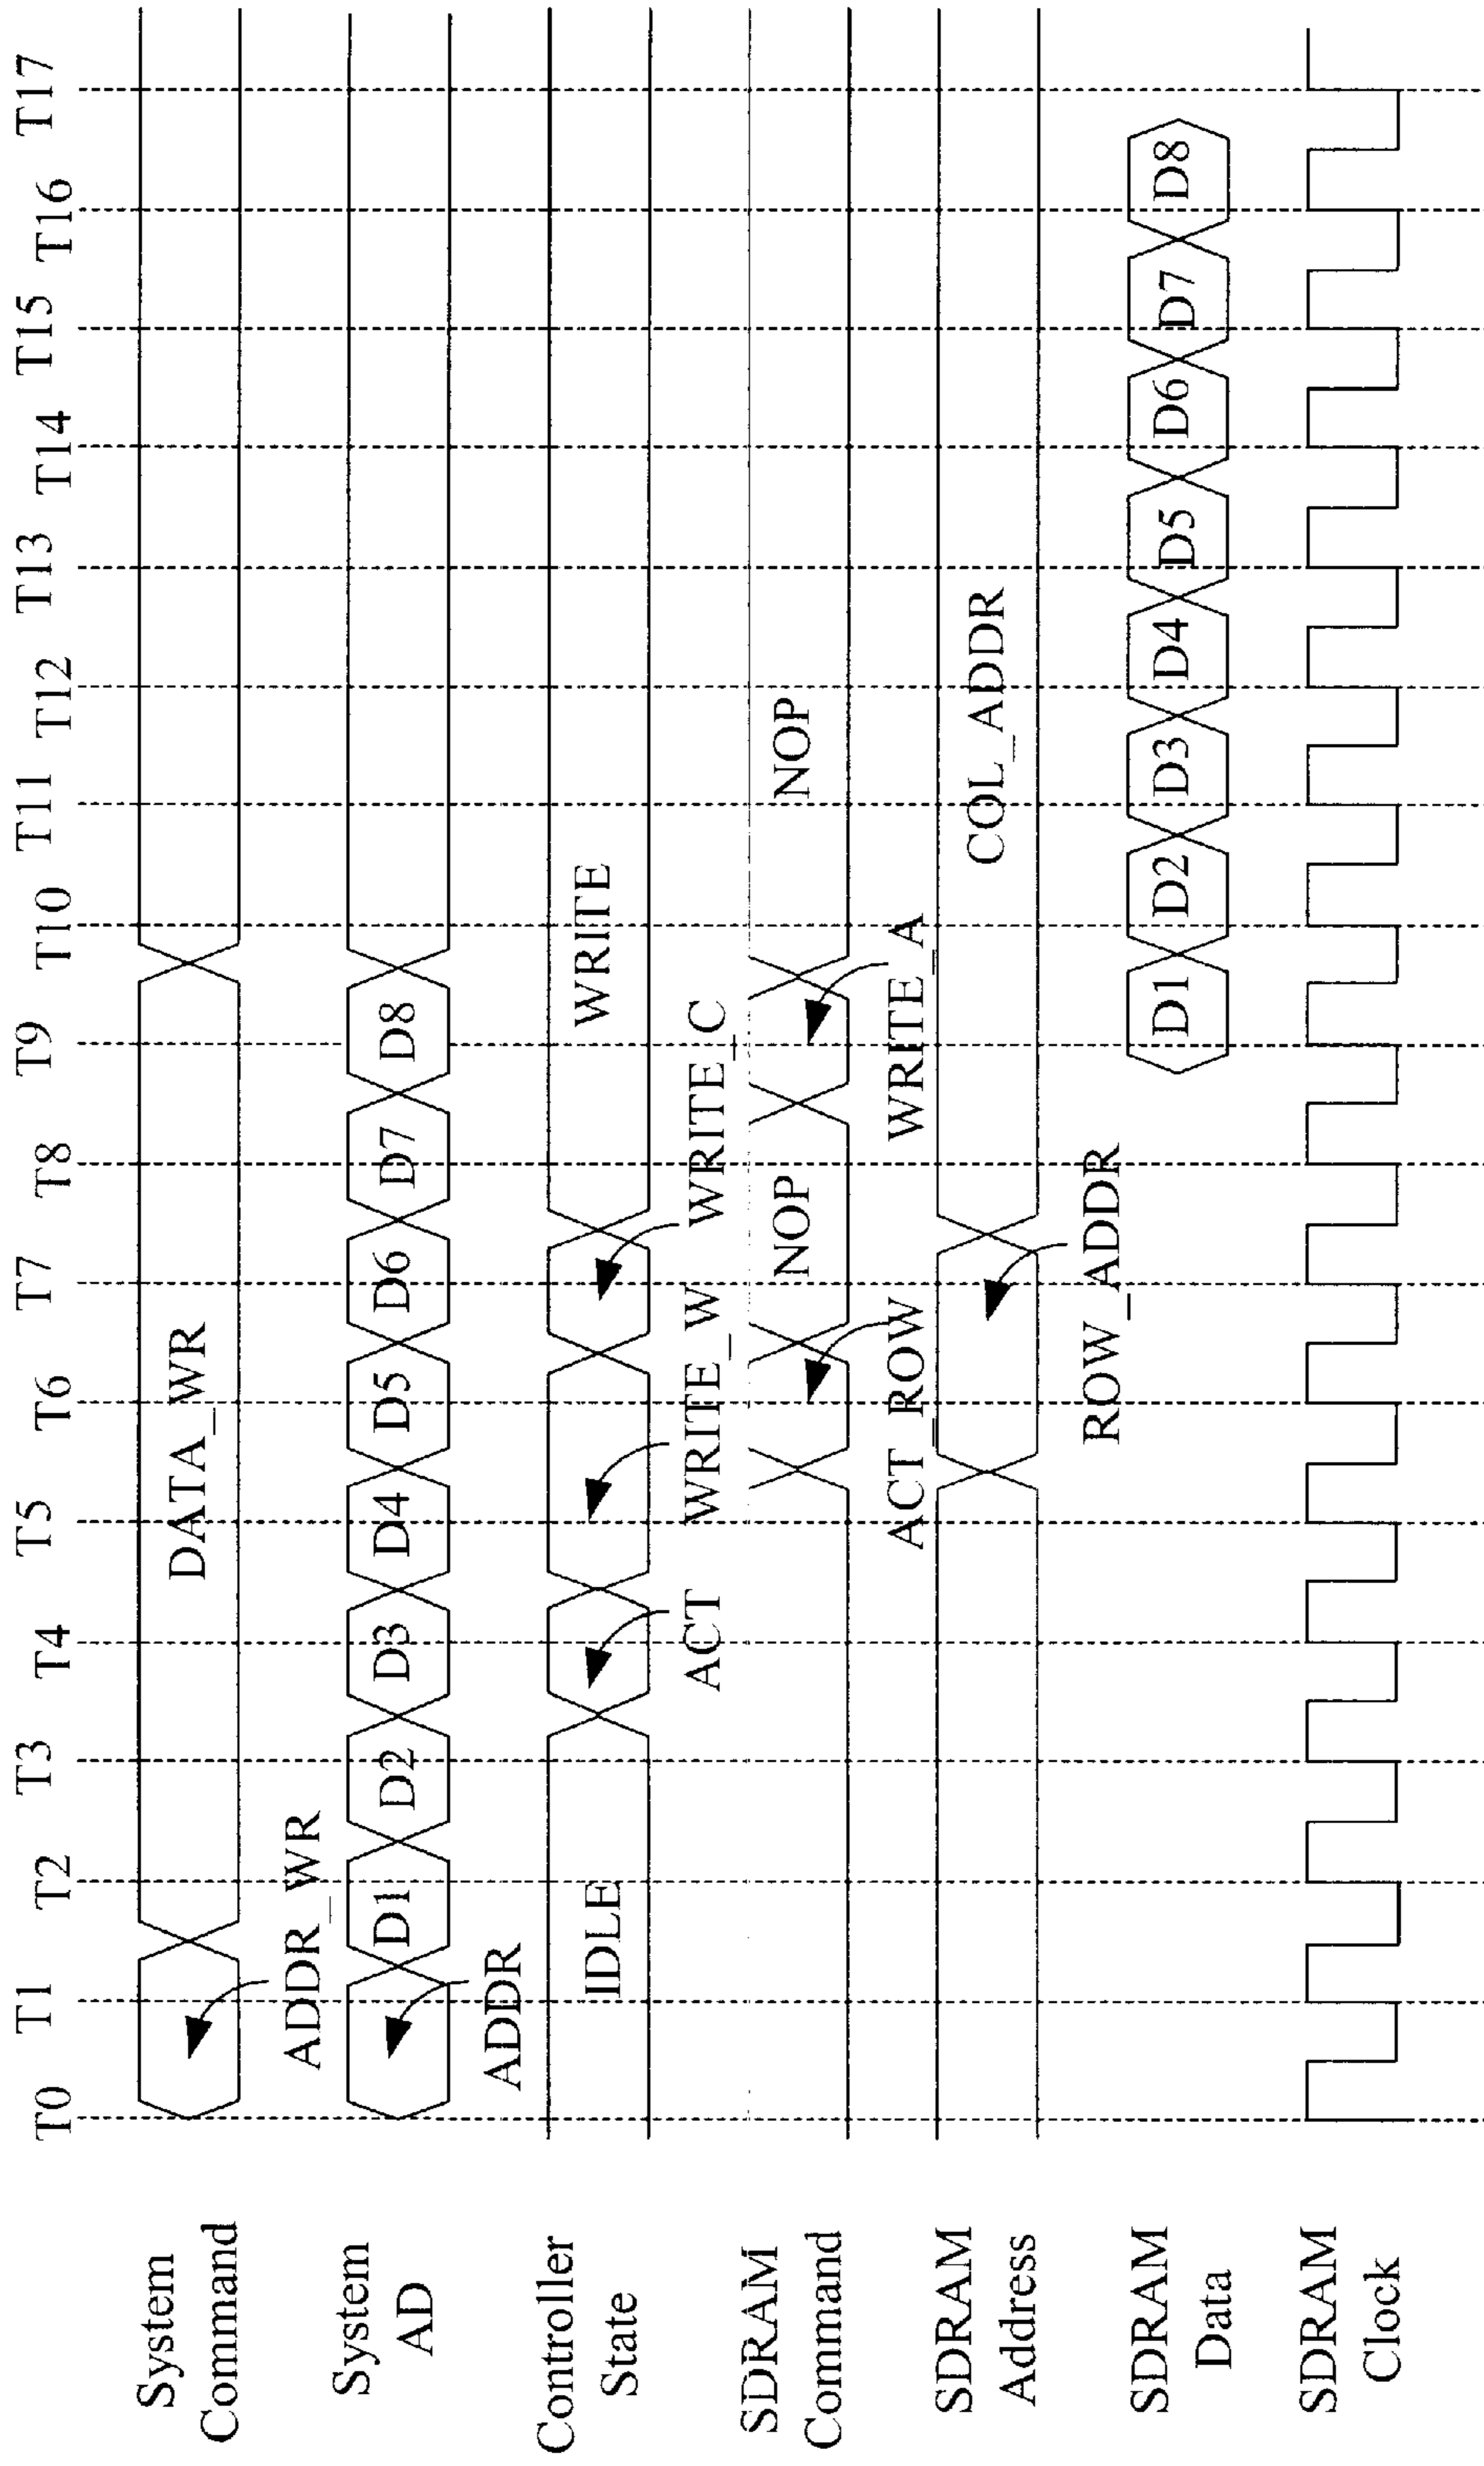 T0 T1 T2 T3 T4 T5 T6 T7 T8 T9 T10 T11 T12 T13 T14 T15 T16 T17
System
Command
DATA_WR
ADDR_WR
System
AD
D1 D2 D3 D4 D5 D6 D7 D8
ADDR
Controller
State
IDLE WRITE
ACT WRITE_W WRITE_C
SDRAM
Command
NOP NOP
ACT_ROW WRITE_A
SDRAM
Address
COL_ADDR
ROW_ADDR
SDRAM
Data
D1 D2 D3 D4 D5 D6 D7 D8
SDRAM
Clock